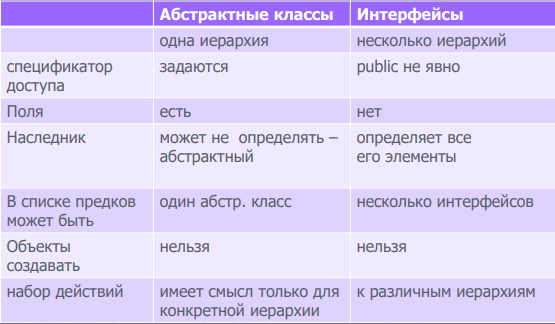 Абстрактные классы Интерфейсы
одна иерархия несколько иерархий
спецификатор задаются public не явно
доступа
Поля есть нет
Наследник может не определять – определяет все
абстрактный его элементы
В списке предков один абстр. класс несколько интерфейсов
может быть
Объекты нельзя нельзя
создавать
набор действий имеет смысл только для к различным иерархиям
конкретной иерархии